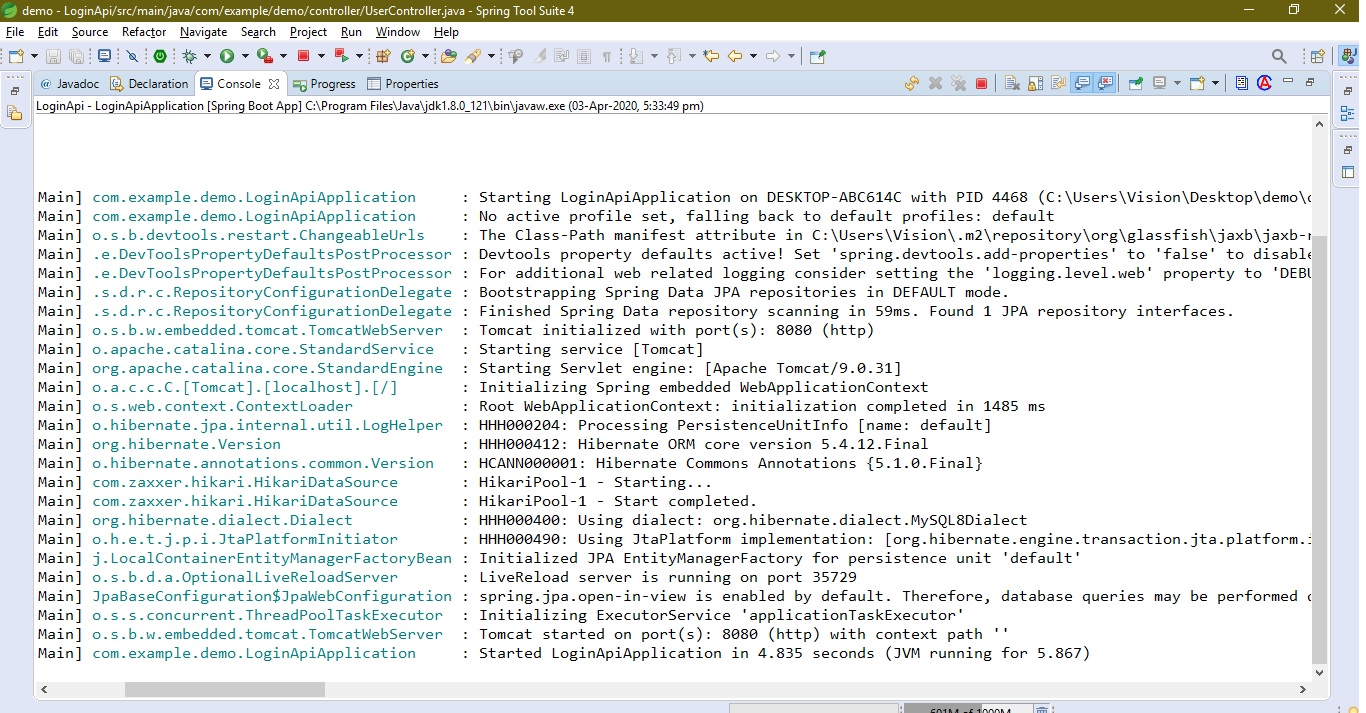 demo - LoginApi/src/main/java/com/example/demo/controller/UserController.java - Spring Tool Suite 4
File Edit Source Refactor Navigate Search Project Run Window Help
@ Javadoc Declaration Console Progress Properties
LoginApi - LoginApiApplication [Spring Boot App] C:\Program Files\Java\jdk1.8.0_121\bin\javaw.exe (03-Apr-2020, 5:33:49 pm)
Main] com.example.demo.LoginApiApplication : Starting LoginApiApplication on DESKTOP-ABC614C with PID 4468 (C:\Users\Vision\Desktop\demo\
Main] com.example.demo.LoginApiApplication : No active profile set, falling back to default profiles: default
Main] o.s.b.devtools.restart.ChangeableUrls : The Class-Path manifest attribute in C:\Users\Vision\.m2\repository\org\glassfish\jaxb\jaxb-r
Main] .e.DevToolsPropertyDefaultsPostProcessor : Devtools property defaults active! Set 'spring.devtools.add-properties' to 'false' to disable
Main] .e.DevToolsPropertyDefaultsPostProcessor : For additional web related logging consider setting the 'logging.level.web' property to 'DEBU
Main] .s.d.r.c.RepositoryConfigurationDelegate : Bootstrapping Spring Data JPA repositories in DEFAULT mode.
Main] .s.d.r.c.RepositoryConfigurationDelegate : Finished Spring Data repository scanning in 59ms. Found 1 JPA repository interfaces.
Main] o.s.b.w.embedded.tomcat.TomcatWebServer : Tomcat initialized with port(s): 8080 (http)
Main] o.apache.catalina.core.StandardService : Starting service [Tomcat]
Main] org.apache.catalina.core.StandardEngine : Starting Servlet engine: [Apache Tomcat/9.0.31]
Main] o.a.c.c.C.[Tomcat].[localhost].[/] : Initializing Spring embedded WebApplicationContext
Main] o.s.web.context.ContextLoader : Root WebApplicationContext: initialization completed in 1485 ms
Main] o.hibernate.jpa.internal.util.LogHelper : HHH000204: Processing PersistenceUnitInfo [name: default]
Main] org.hibernate.Version : HHH000412: Hibernate ORM core version 5.4.12.Final
Main] o.hibernate.annotations.common.Version : HCANN000001: Hibernate Commons Annotations {5.1.0.Final}
Main] com.zaxxer.hikari.HikariDataSource : HikariPool-1 - Starting...
Main] com.zaxxer.hikari.HikariDataSource : HikariPool-1 - Start completed.
Main] org.hibernate.dialect.Dialect : HHH000400: Using dialect: org.hibernate.dialect.MySQL8Dialect
Main] o.h.e.t.j.p.i.JtaPlatformInitiator : HHH000490: Using JtaPlatform implementation: [org.hibernate.engine.transaction.jta.platform.i
Main] j.LocalContainerEntityManagerFactoryBean : Initialized JPA EntityManagerFactory for persistence unit 'default'
Main] o.s.b.d.a.OptionalLiveReloadServer : LiveReload server is running on port 35729
Main] JpaBaseConfiguration$JpaWebConfiguration : spring.jpa.open-in-view is enabled by default. Therefore, database queries may be performed
Main] o.s.s.concurrent.ThreadPoolTaskExecutor : Initializing ExecutorService 'applicationTaskExecutor'
Main] o.s.b.w.embedded.tomcat.TomcatWebServer : Tomcat started on port(s): 8080 (http) with context path ''
Main] com.example.demo.LoginApiApplication : Started LoginApiApplication in 4.835 seconds (JVM running for 5.867)